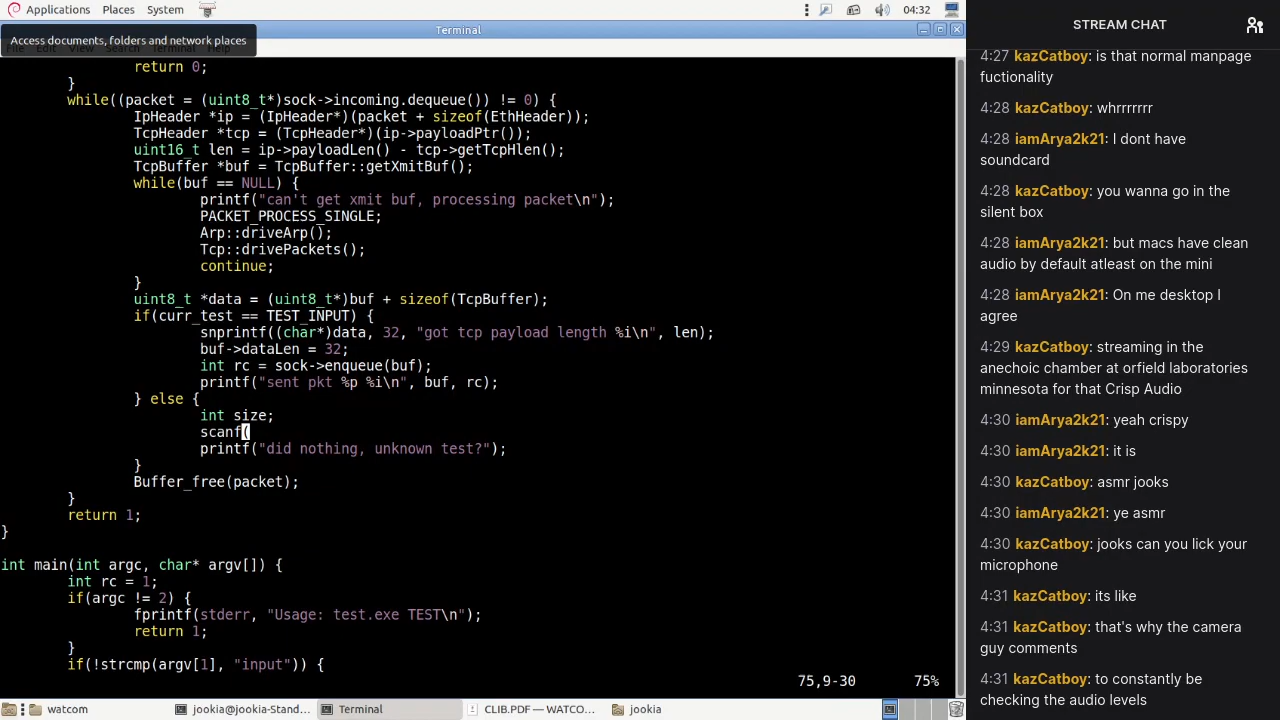 Applications Places System 04:32
Access documents, folders and network places
Terminal
return 0;
}
while((packet = (uint8_t*)sock->incoming.dequeue()) != 0) {
IpHeader *ip = (IpHeader*)(packet + sizeof(EthHeader));
TcpHeader *tcp = (TcpHeader*)(ip->payloadPtr());
uint16_t len = ip->payloadLen() - tcp->getTcpHlen();
TcpBuffer *buf = TcpBuffer::getXmitBuf();
while(buf == NULL) {
printf("can't get xmit buf, processing packet\n");
PACKET_PROCESS_SINGLE;
Arp::driveArp();
Tcp::drivePackets();
continue;
}
uint8_t *data = (uint8_t*)buf + sizeof(TcpBuffer);
if(curr_test == TEST_INPUT) {
snprintf((char*)data, 32, "got tcp payload length %i\n", len);
buf->dataLen = 32;
int rc = sock->enqueue(buf);
printf("sent pkt %p %i\n", buf, rc);
} else {
int size;
scanf(
printf("did nothing, unknown test?");
}
Buffer_free(packet);
}
return 1;
}
int main(int argc, char* argv[]) {
int rc = 1;
if(argc != 2) {
fprintf(stderr, "Usage: test.exe TEST\n");
return 1;
}
if(!strcmp(argv[1], "input")) {
75,9-30 75%
watcom jookia@jookia-Stand... Terminal CLIB.PDF — WATCO... jookia
STREAM CHAT
4:27 kazCatboy: is that normal manpage
fuctionality
4:28 kazCatboy: whrrrrrrr
4:28 iamArya2k21: I dont have
soundcard
4:28 kazCatboy: you wanna go in the
silent box
4:28 iamArya2k21: but macs have clean
audio by default atleast on the mini
4:28 iamArya2k21: On me desktop I
agree
4:29 kazCatboy: streaming in the
anechoic chamber at orfield laboratories
minnesota for that Crisp Audio
4:30 iamArya2k21: yeah crispy
4:30 iamArya2k21: it is
4:30 kazCatboy: asmr jooks
4:30 iamArya2k21: ye asmr
4:30 kazCatboy: jooks can you lick your
microphone
4:31 kazCatboy: its like
4:31 kazCatboy: that's why the camera
guy comments
4:31 kazCatboy: to constantly be
checking the audio levels